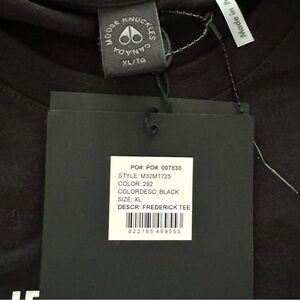 MOOSE KNUCKLES
CANADA
XL/TG
Made in
PO#: PO#: 007838
STYLE: M32MT725
COLOR: 292
COLORDESC: BLACK
SIZE: XL
DESCR: FREDERICK TEE
822185 469553